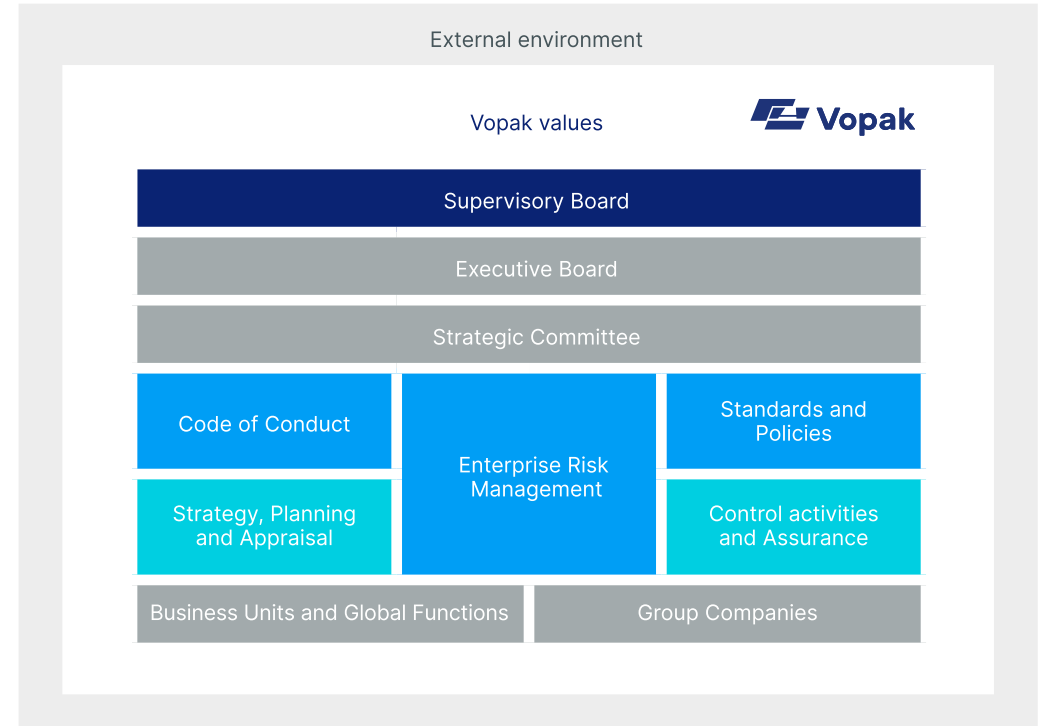 External environment
Vopak values
Vopak
Supervisory Board
Executive Board
Strategic Committee
Code of Conduct
Enterprise Risk
Management
Standards and
Policies
Strategy, Planning
and Appraisal
Control activities
and Assurance
Business Units and Global Functions
Group Companies